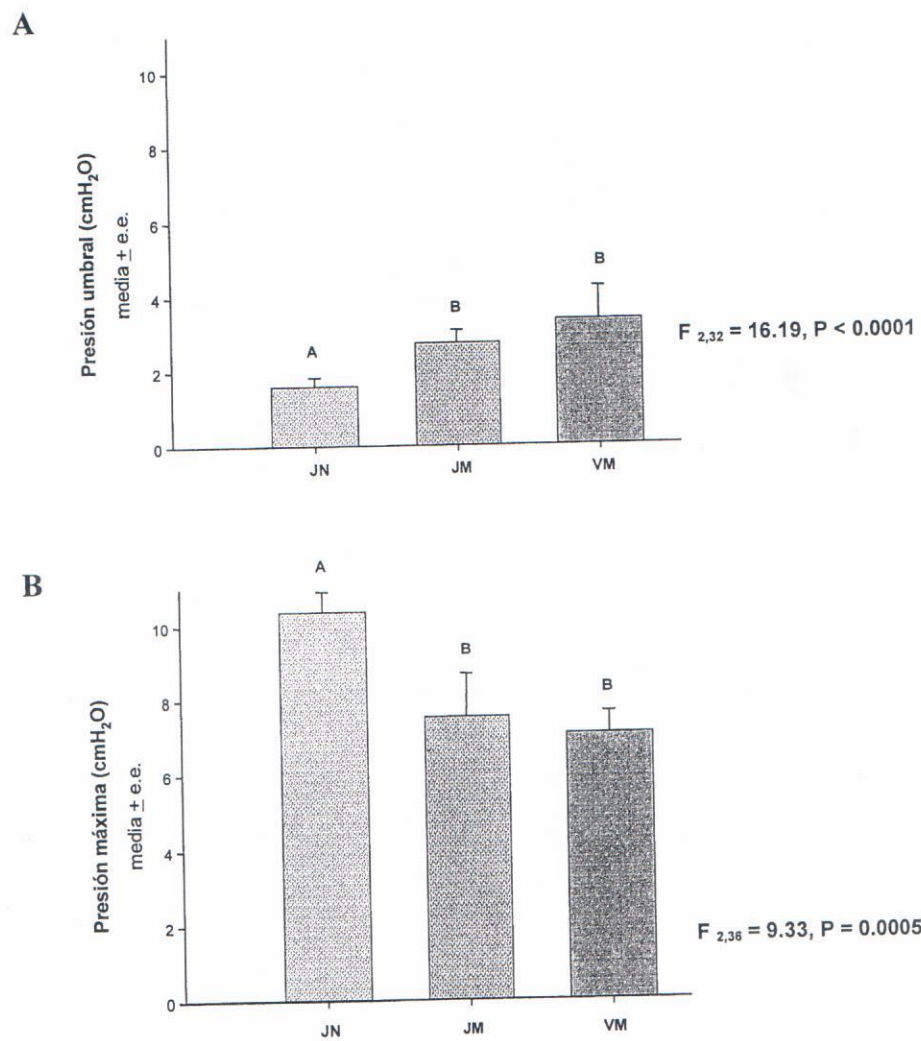 A
Presión umbral (cmH₂O)
media ± e.e.
10
8
6
4
2
0
A
B
B
JN
JM
VM
F 2,32 = 16.19, P < 0.0001
B
Presión máxima (cmH₂O)
media ± e.e.
10
8
6
4
2
0
A
B
B
JN
JM
VM
F 2,36 = 9.33, P = 0.0005